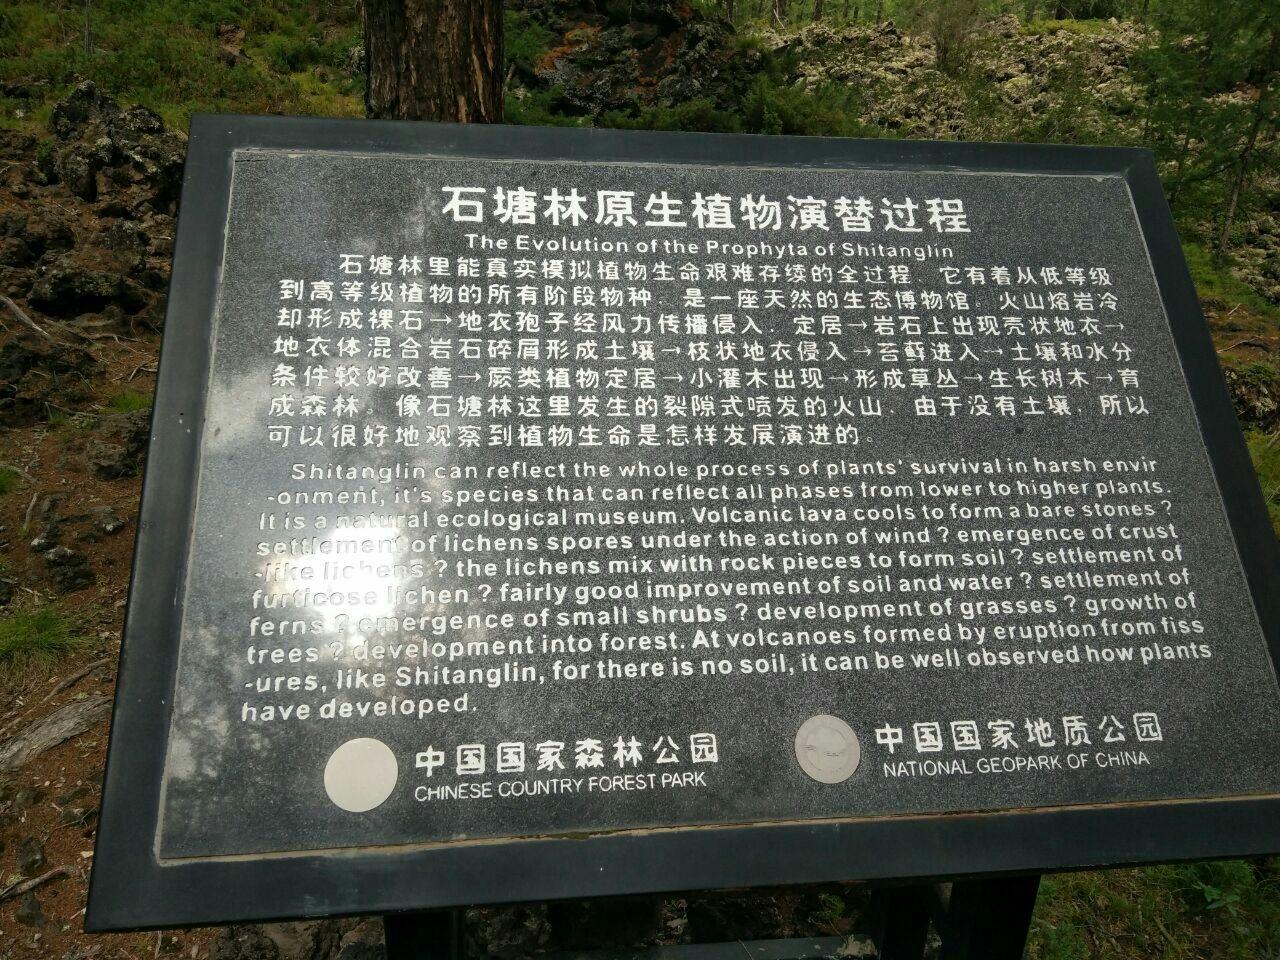 石塘林原生植物演替过程
The Evolution of the Prophyta of Shitanglin
石塘林里能真实模拟植物生命艰难存续的全过程，它有着从低等级
到高等级植物的所有阶段物种，是一座天然的生态博物馆。火山熔岩冷
却形成裸石→地衣孢子经风力传播侵入，定居→岩石上出现壳状地衣→
地衣体混合岩石碎屑形成土壤→枝状地衣侵入→苔藓进入→土壤和水分
条件较好改善→蕨类植物定居→小灌木出现→形成草丛→生长树木→育
成森林。像石塘林这里发生的裂隙式喷发的火山，由于没有土壤，所以
可以很好地观察到植物生命是怎样发展演进的。
Shitanglin can reflect the whole process of plants' survival in harsh envir
-onment, it's species that can reflect all phases from lower to higher plants.
It is a natural ecological museum. Volcanic lava cools to form a bare stones ?
settlement of lichens spores under the action of wind ? emergence of crust
-like lichens ? the lichens mix with rock pieces to form soil ? settlement of
furticose lichen ? fairly good improvement of soil and water ? settlement of
ferns ? emergence of small shrubs ? development of grasses ? growth of
trees ? development into forest. At volcanoes formed by eruption from fiss
-ures, like Shitanglin, for there is no soil, it can be well observed how plants
have developed.
中国国家森林公园
CHINESE COUNTRY FOREST PARK
中国国家地质公园
NATIONAL GEOPARK OF CHINA